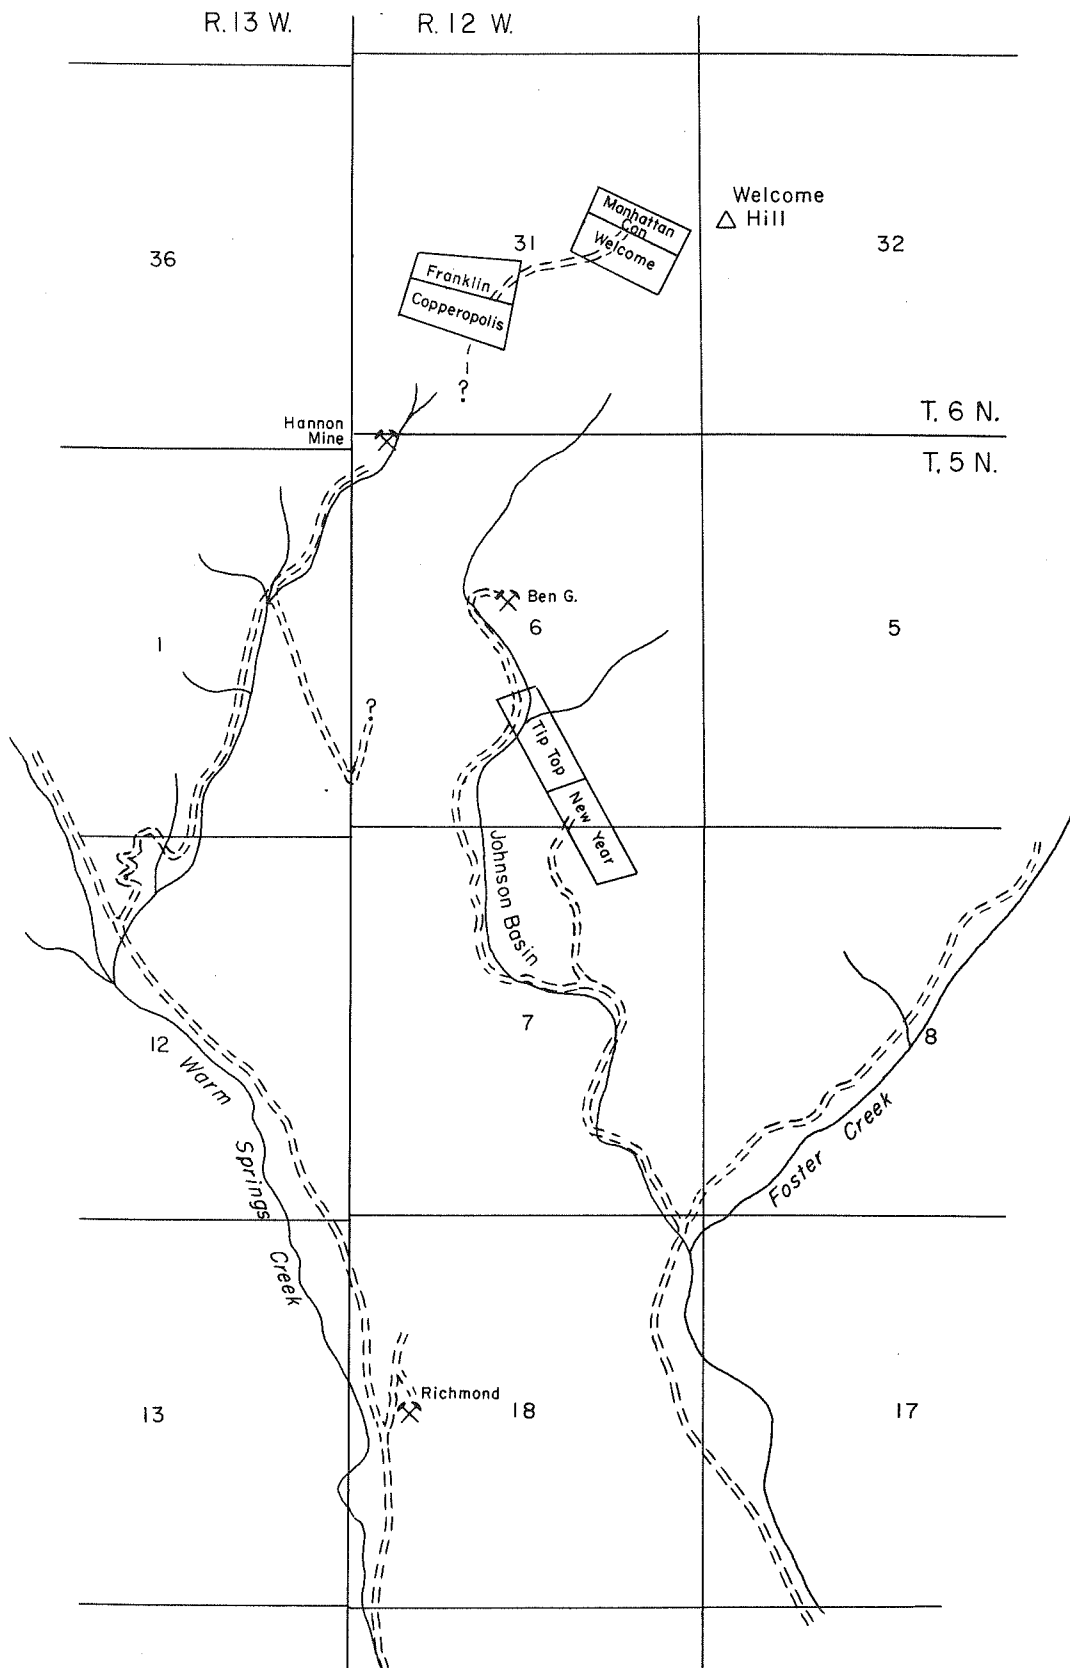 R. 13 W.
R. 12 W.
Welcome
Hill
Manhattan
Con
Welcome
36
31
32
Franklin
Copperopolis
?
T. 6 N.
Hannon
Mine
T. 5 N.
Ben G.
6
5
1
?
Tip Top
New Year
Johnson Basin
7
8
12
Warm
Springs
Creek
Foster Creek
Richmond
13
18
17